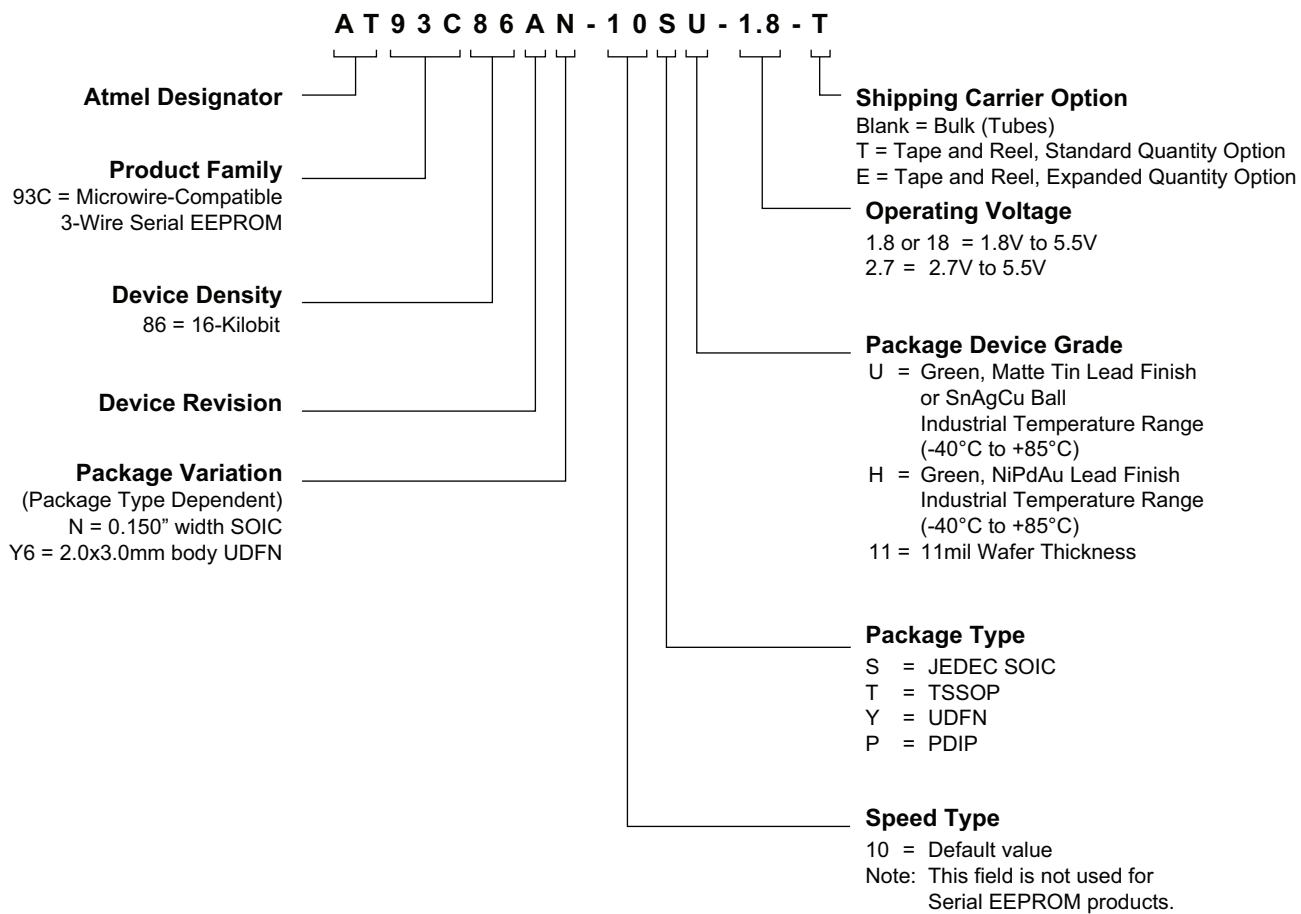 AT93C86AN-10SU-1.8-T
Atmel Designator
Product Family
93C = Microwire-Compatible
3-Wire Serial EEPROM
Device Density
86 = 16-Kilobit
Device Revision
Package Variation
(Package Type Dependent)
N = 0.150” width SOIC
Y6 = 2.0x3.0mm body UDFN
Shipping Carrier Option
Blank = Bulk (Tubes)
T = Tape and Reel, Standard Quantity Option
E = Tape and Reel, Expanded Quantity Option
Operating Voltage
1.8 or 18 = 1.8V to 5.5V
2.7 = 2.7V to 5.5V
Package Device Grade
U = Green, Matte Tin Lead Finish
or SnAgCu Ball
Industrial Temperature Range
(-40°C to +85°C)
H = Green, NiPdAu Lead Finish
Industrial Temperature Range
(-40°C to +85°C)
11 = 11mil Wafer Thickness
Package Type
S = JEDEC SOIC
T = TSSOP
Y = UDFN
P = PDIP
Speed Type
10 = Default value
Note: This field is not used for
Serial EEPROM products.